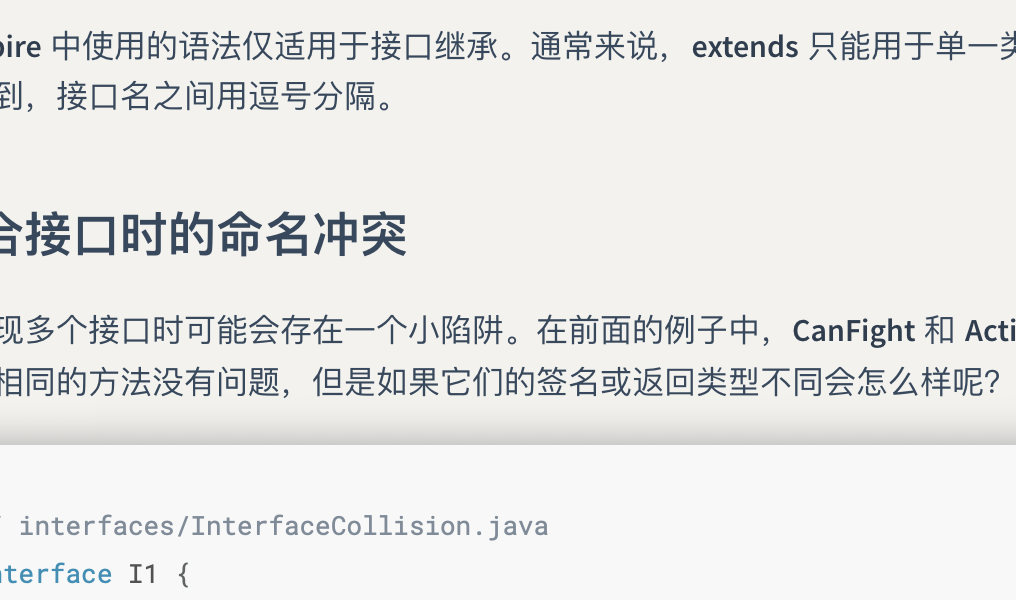 pire 中使用的语法仅适用于接口继承。通常来说，extends 只能用于单一类
到，接口名之间用逗号分隔。
合接口时的命名冲突
现多个接口时可能会存在一个小陷阱。在前面的例子中，CanFight 和 Acti
相同的方法没有问题，但是如果它们的签名或返回类型不同会怎么样呢？
/ interfaces/InterfaceCollision.java
nterface I1 {